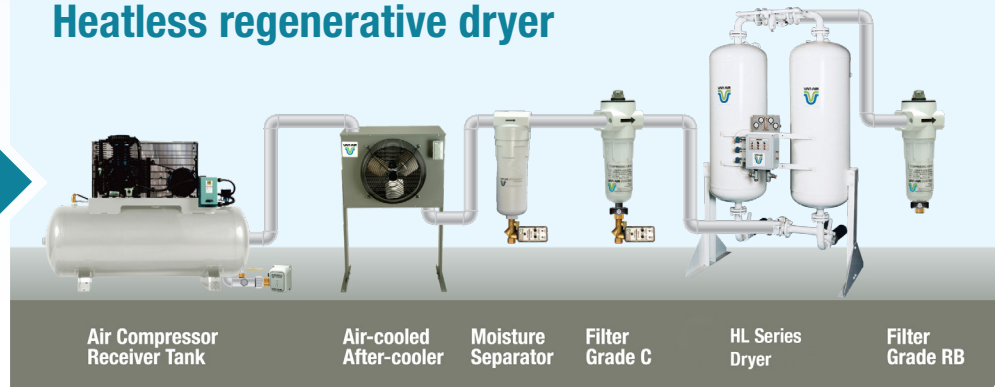 Heatless regenerative dryer
Air Compressor
Receiver Tank
Air-cooled
After-cooler
Moisture
Separator
Filter
Grade C
HL Series
Dryer
Filter
Grade RB